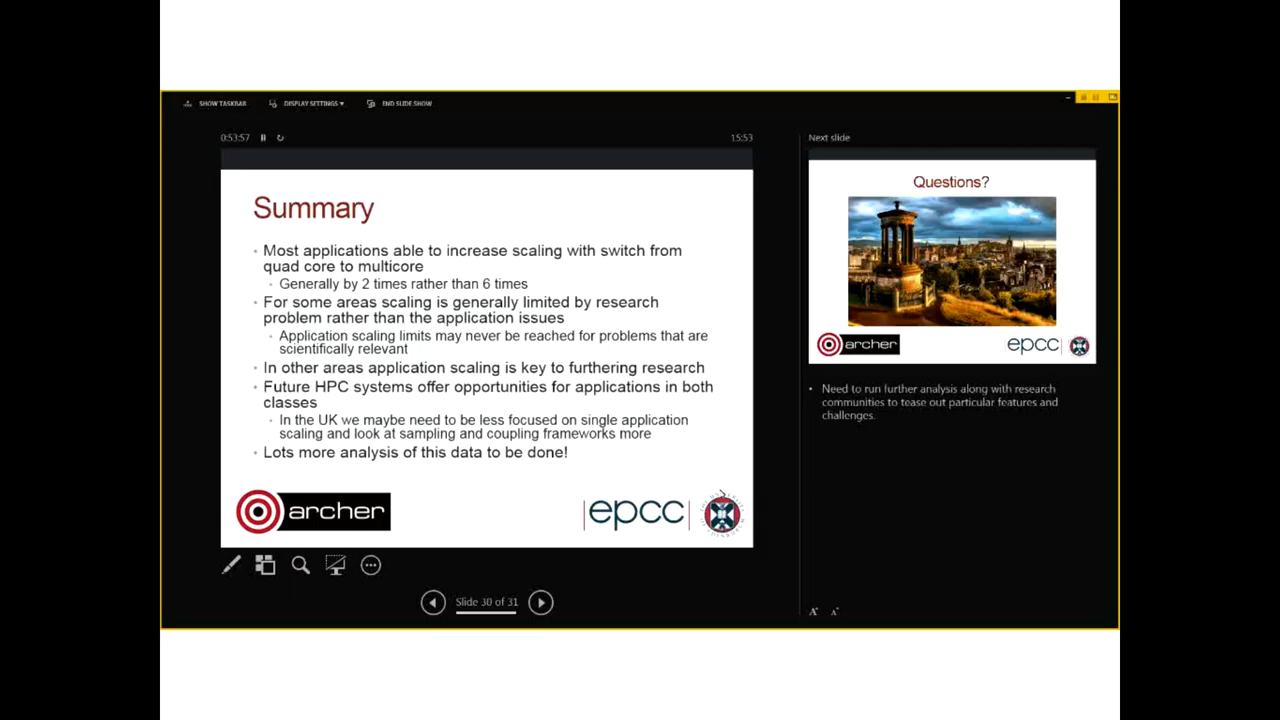 SHOW TASKBAR DISPLAY SETTINGS ▾ END SLIDE SHOW
0:53:57 15:53
Summary
• Most applications able to increase scaling with switch from
quad core to multicore
• Generally by 2 times rather than 6 times
• For some areas scaling is generally limited by research
problem rather than the application issues
• Application scaling limits may never be reached for problems that are
scientifically relevant
• In other areas application scaling is key to furthering research
• Future HPC systems offer opportunities for applications in both
classes
• In the UK we maybe need to be less focused on single application
scaling and look at sampling and coupling frameworks more
• Lots more analysis of this data to be done!
archer
|epcc|
Slide 30 of 31
Next slide
Questions?
archer
epcc|
• Need to run further analysis along with research
communities to tease out particular features and
challenges.
A A